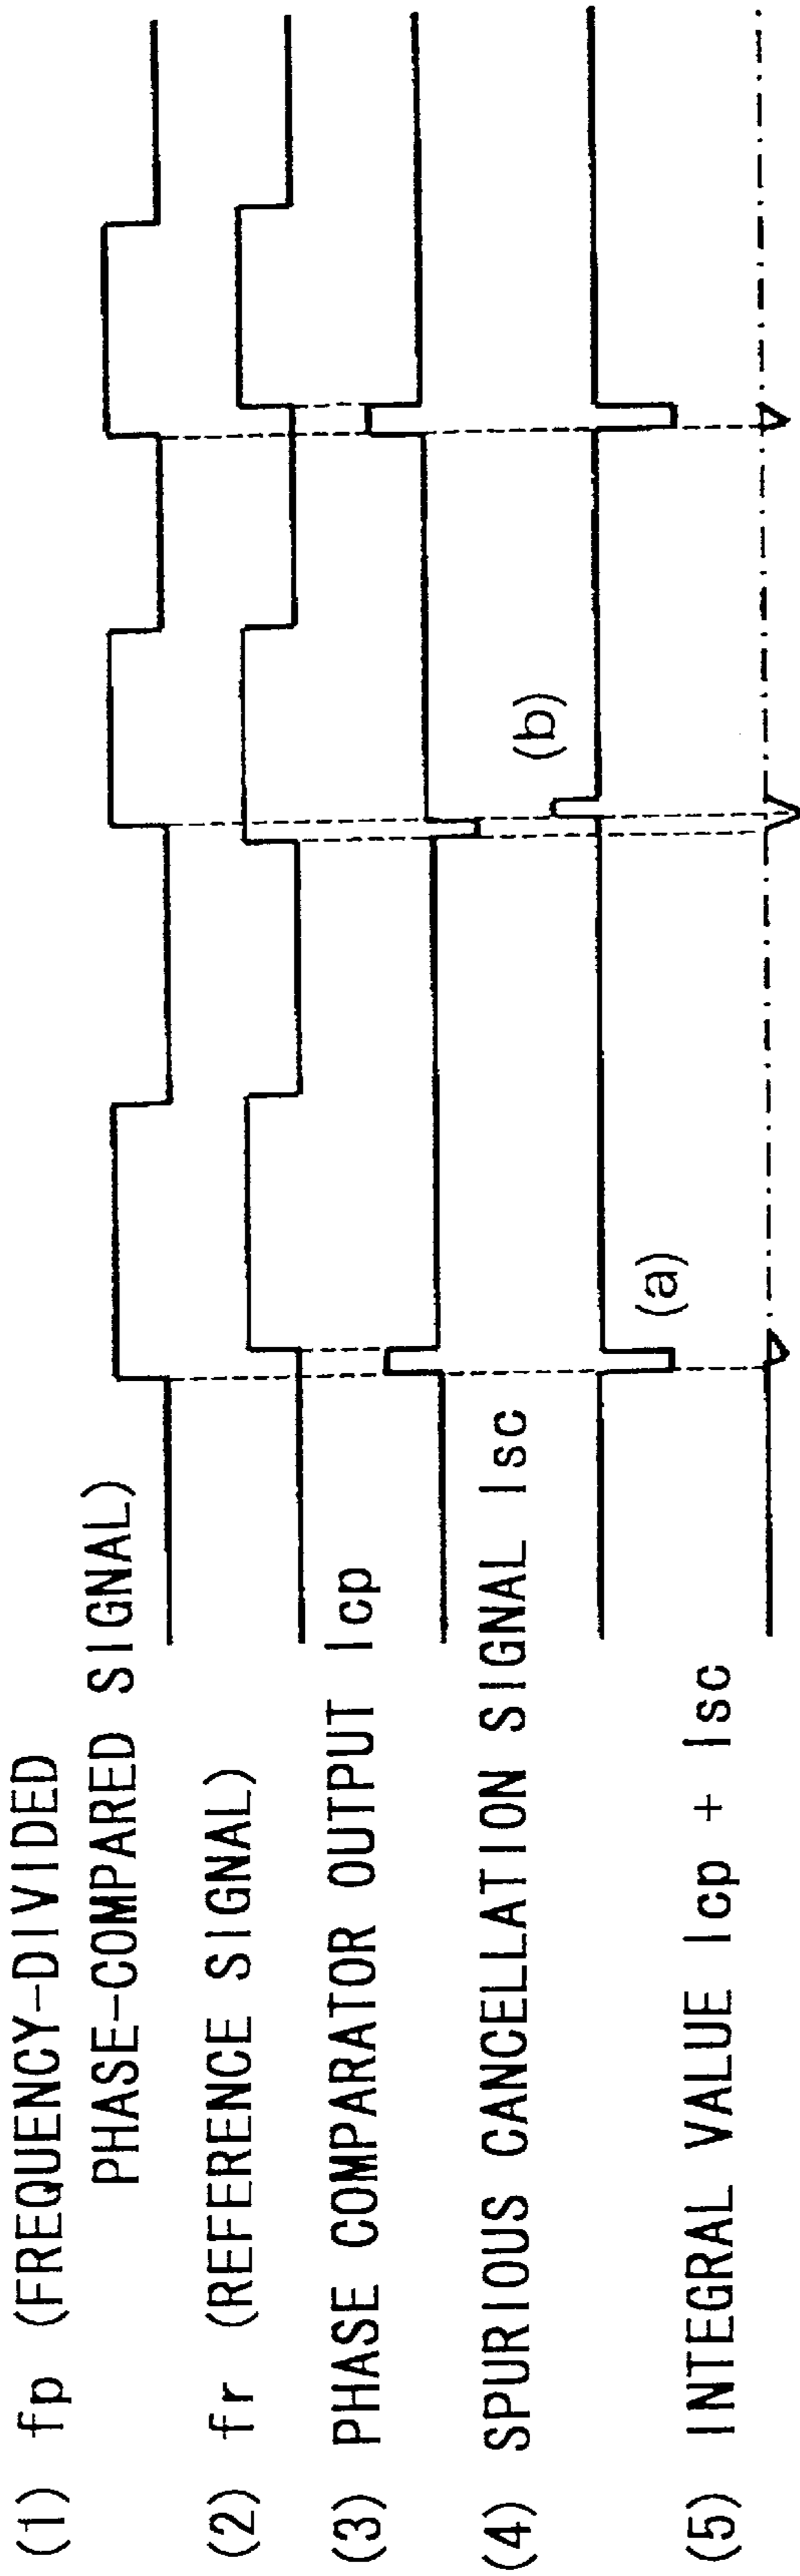 (1) fp (FREQUENCY-DIVIDED
PHASE-COMPARED SIGNAL)
(2) fr (REFERENCE SIGNAL)
(3) PHASE COMPARATOR OUTPUT Icp
(4) SPURIOUS CANCELLATION SIGNAL Isc
(a)
(b)
(5) INTEGRAL VALUE Icp + Isc